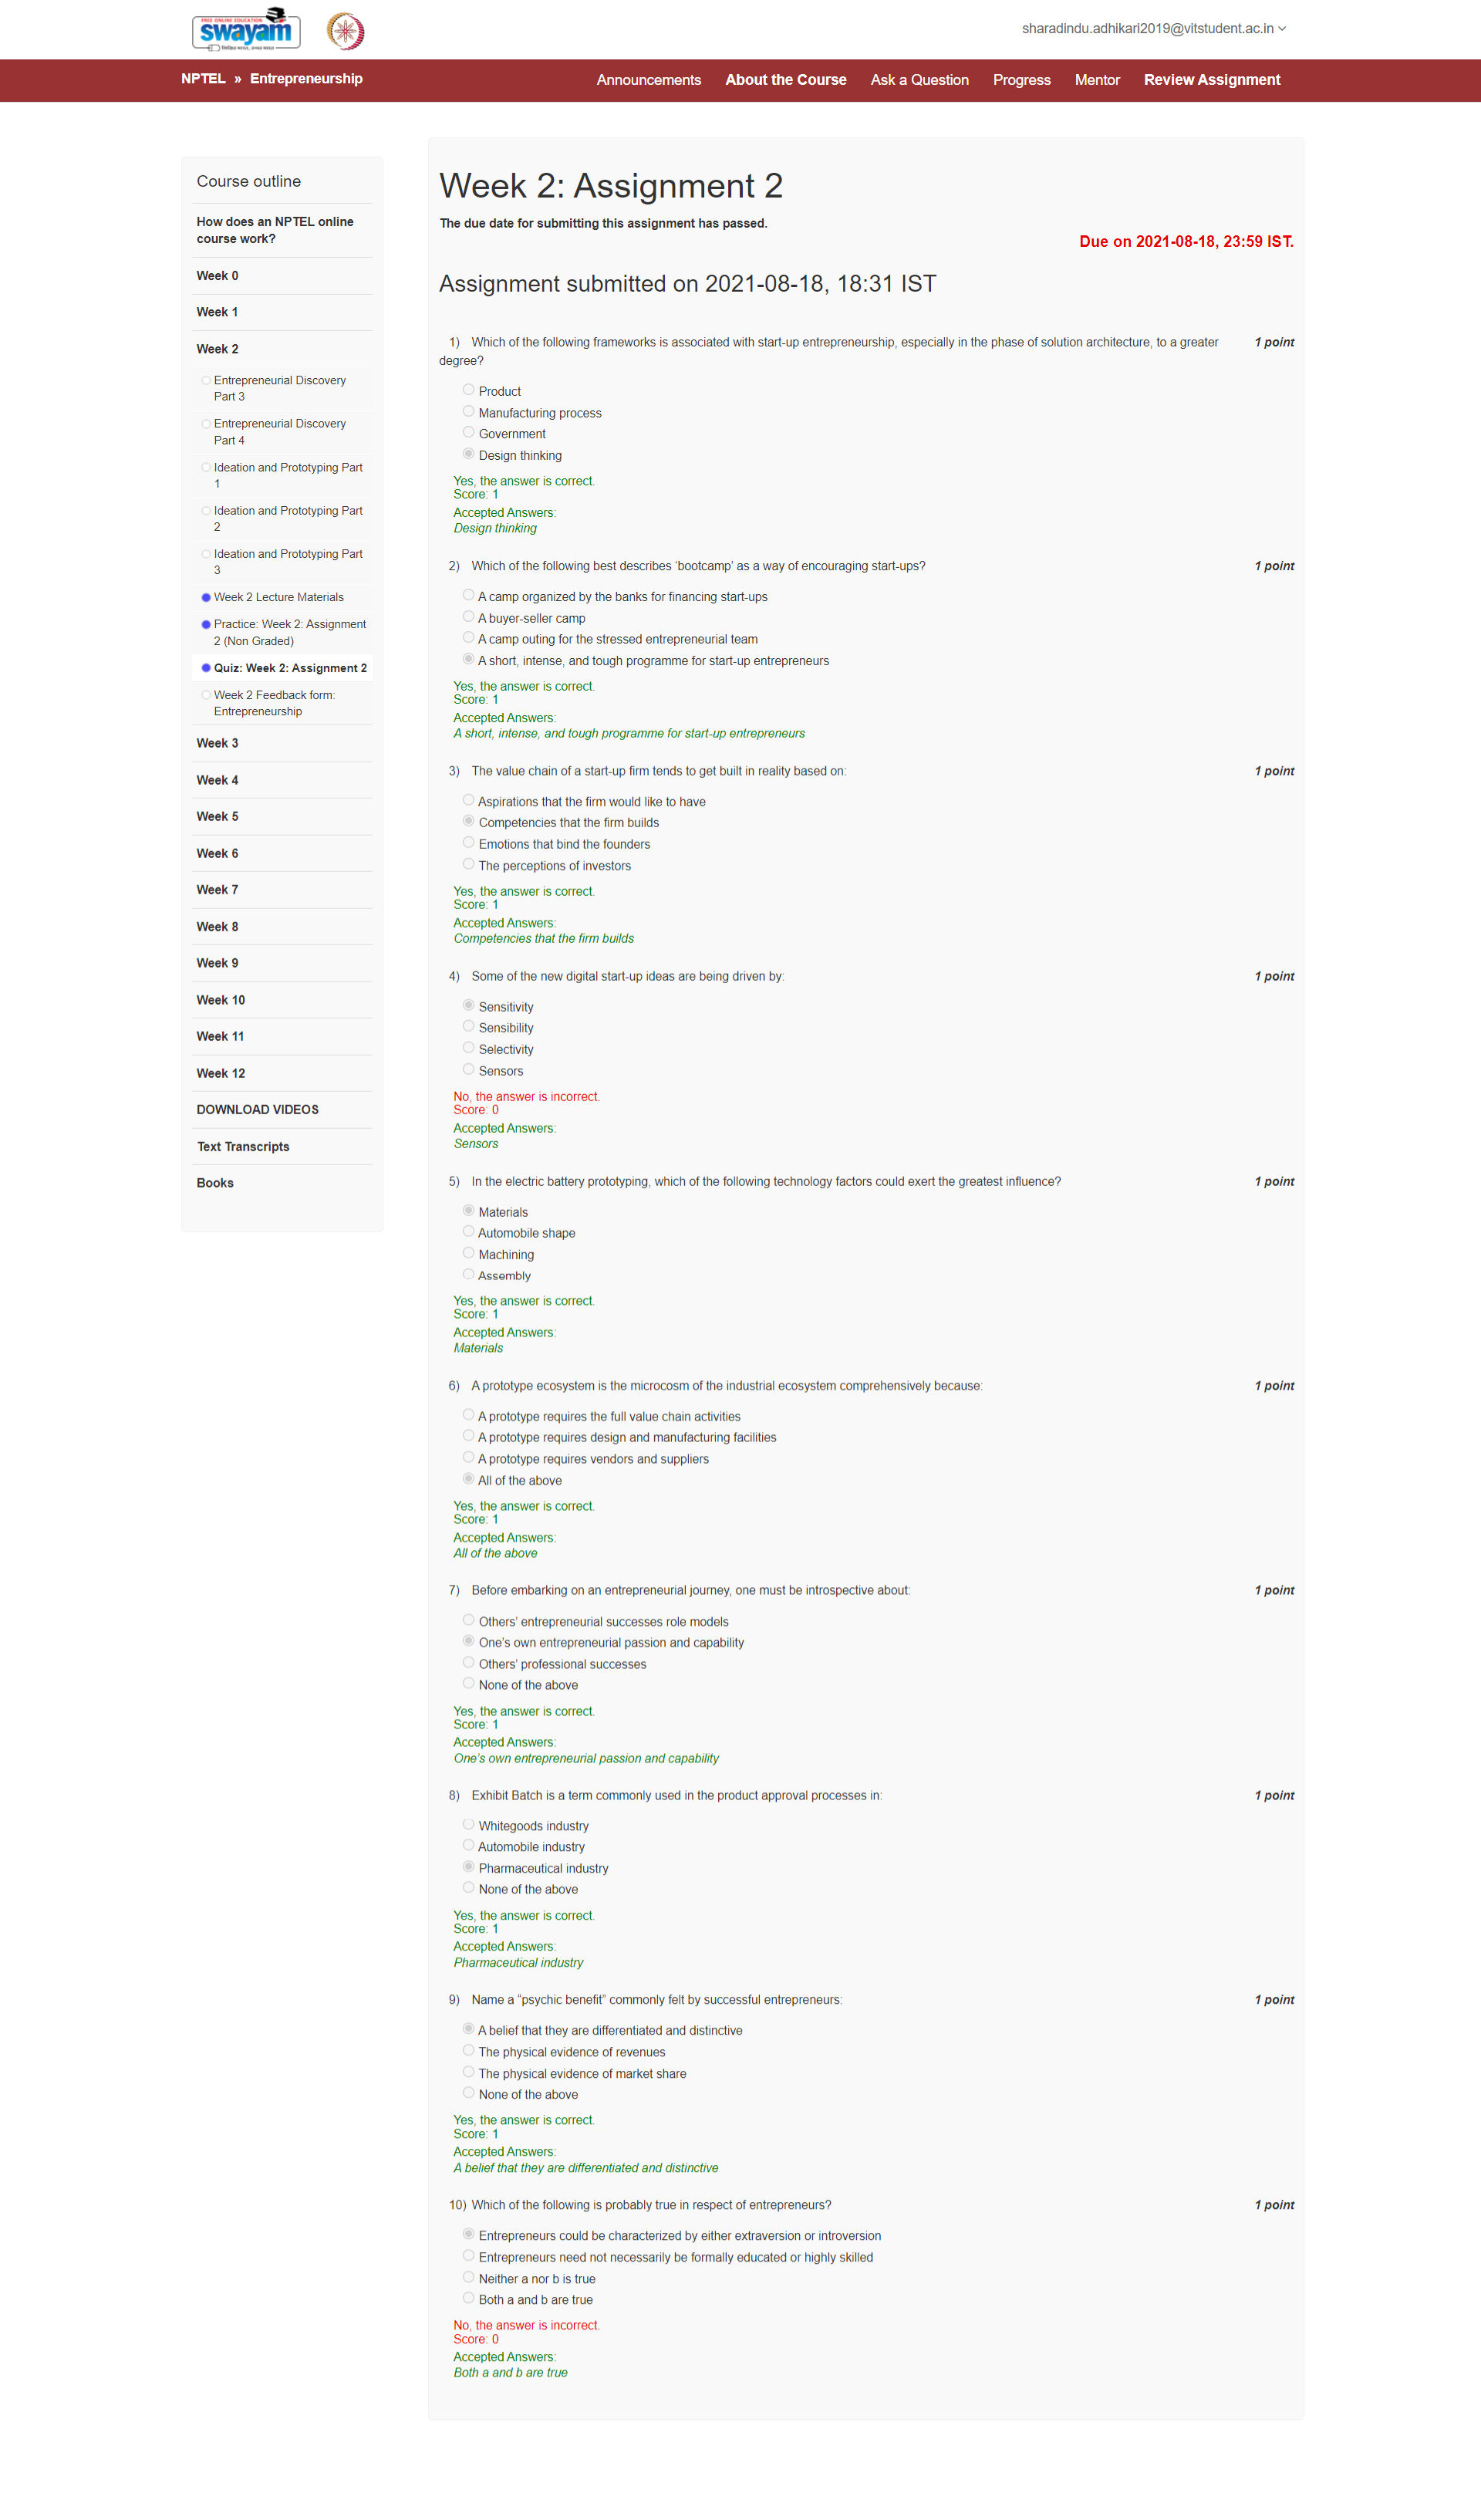 FREE ONLINE EDUCATION
swayam
sharadindu.adhikari2019@vitstudent.ac.in
NPTEL » Entrepreneurship
Announcements About the Course Ask a Question Progress Mentor Review Assignment
Course outline
How does an NPTEL online
course work?
Week 0
Week 1
Week 2
Entrepreneurial Discovery
Part 3
Entrepreneurial Discovery
Part 4
Ideation and Prototyping Part
1
Ideation and Prototyping Part
2
Ideation and Prototyping Part
3
Week 2 Lecture Materials
Practice: Week 2: Assignment
2 (Non Graded)
Quiz: Week 2: Assignment 2
Week 2 Feedback form:
Entrepreneurship
Week 3
Week 4
Week 5
Week 6
Week 7
Week 8
Week 9
Week 10
Week 11
Week 12
DOWNLOAD VIDEOS
Text Transcripts
Books
Week 2: Assignment 2
The due date for submitting this assignment has passed.
Due on 2021-08-18, 23:59 IST.
Assignment submitted on 2021-08-18, 18:31 IST
1) Which of the following frameworks is associated with start-up entrepreneurship, especially in the phase of solution architecture, to a greater 1 point
degree?
Product
Manufacturing process
Government
Design thinking
Yes, the answer is correct.
Score: 1
Accepted Answers:
Design thinking
2) Which of the following best describes ‘bootcamp’ as a way of encouraging start-ups? 1 point
A camp organized by the banks for financing start-ups
A buyer-seller camp
A camp outing for the stressed entrepreneurial team
A short, intense, and tough programme for start-up entrepreneurs
Yes, the answer is correct.
Score: 1
Accepted Answers:
A short, intense, and tough programme for start-up entrepreneurs
3) The value chain of a start-up firm tends to get built in reality based on: 1 point
Aspirations that the firm would like to have
Competencies that the firm builds
Emotions that bind the founders
The perceptions of investors
Yes, the answer is correct.
Score: 1
Accepted Answers:
Competencies that the firm builds
4) Some of the new digital start-up ideas are being driven by: 1 point
Sensitivity
Sensibility
Selectivity
Sensors
No, the answer is incorrect.
Score: 0
Accepted Answers:
Sensors
5) In the electric battery prototyping, which of the following technology factors could exert the greatest influence? 1 point
Materials
Automobile shape
Machining
Assembly
Yes, the answer is correct.
Score: 1
Accepted Answers:
Materials
6) A prototype ecosystem is the microcosm of the industrial ecosystem comprehensively because: 1 point
A prototype requires the full value chain activities
A prototype requires design and manufacturing facilities
A prototype requires vendors and suppliers
All of the above
Yes, the answer is correct.
Score: 1
Accepted Answers:
All of the above
7) Before embarking on an entrepreneurial journey, one must be introspective about: 1 point
Others’ entrepreneurial successes role models
One’s own entrepreneurial passion and capability
Others’ professional successes
None of the above
Yes, the answer is correct.
Score: 1
Accepted Answers:
One’s own entrepreneurial passion and capability
8) Exhibit Batch is a term commonly used in the product approval processes in: 1 point
Whitegoods industry
Automobile industry
Pharmaceutical industry
None of the above
Yes, the answer is correct.
Score: 1
Accepted Answers:
Pharmaceutical industry
9) Name a “psychic benefit” commonly felt by successful entrepreneurs: 1 point
A belief that they are differentiated and distinctive
The physical evidence of revenues
The physical evidence of market share
None of the above
Yes, the answer is correct.
Score: 1
Accepted Answers:
A belief that they are differentiated and distinctive
10) Which of the following is probably true in respect of entrepreneurs? 1 point
Entrepreneurs could be characterized by either extraversion or introversion
Entrepreneurs need not necessarily be formally educated or highly skilled
Neither a nor b is true
Both a and b are true
No, the answer is incorrect.
Score: 0
Accepted Answers:
Both a and b are true